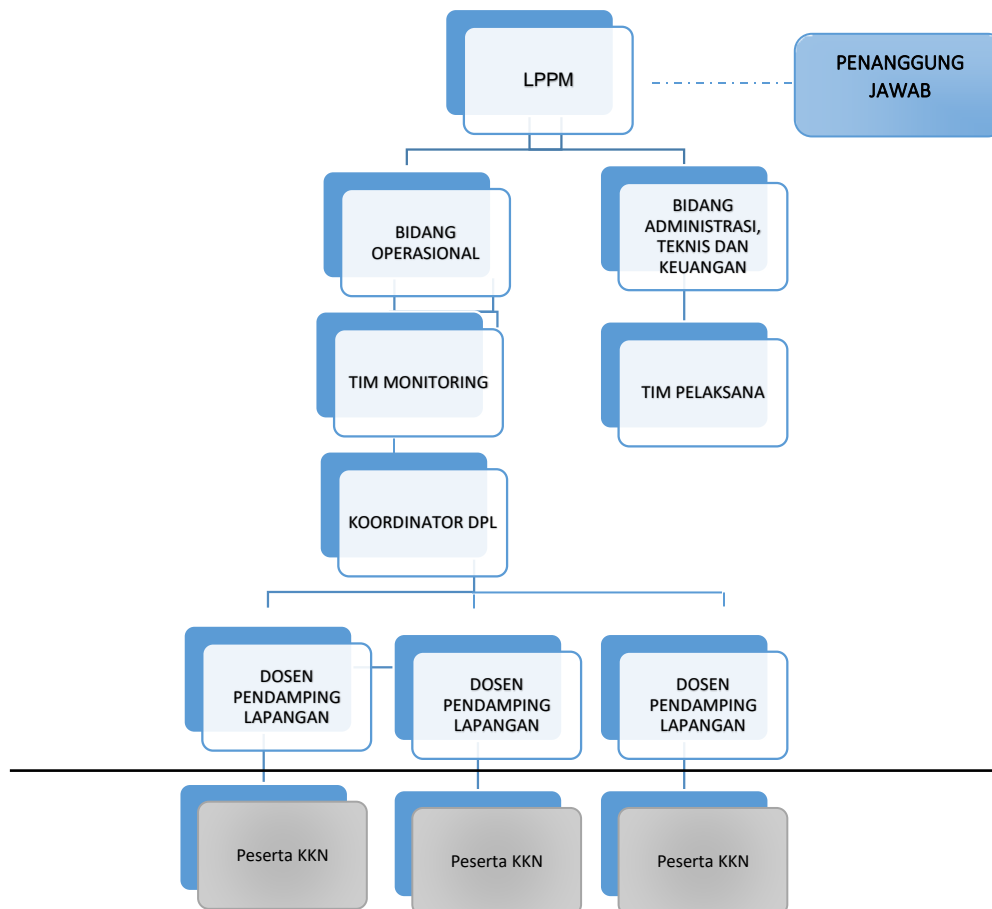 LPPM
PENANGGUNG
JAWAB
BIDANG
OPERASIONAL
BIDANG
ADMINISTRASI,
TEKNIS DAN
KEUANGAN
TIM MONITORING
TIM PELAKSANA
KOORDINATOR DPL
DOSEN
PENDAMPING
LAPANGAN
DOSEN
PENDAMPING
LAPANGAN
DOSEN
PENDAMPING
LAPANGAN
Peserta KKN
Peserta KKN
Peserta KKN